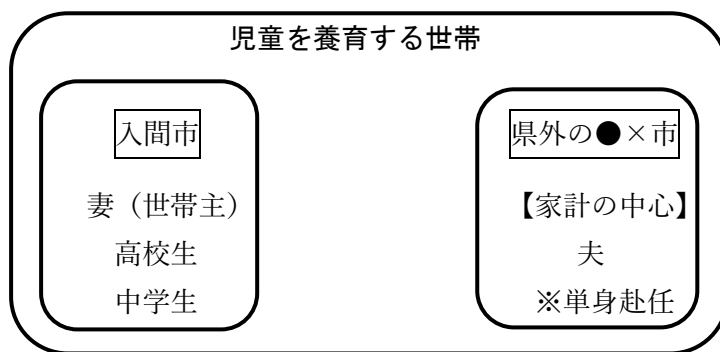 児童を養育する世帯
入間市
妻（世帯主）
高校生
中学生
県外の●×市
【家計の中心】
夫
※単身赴任